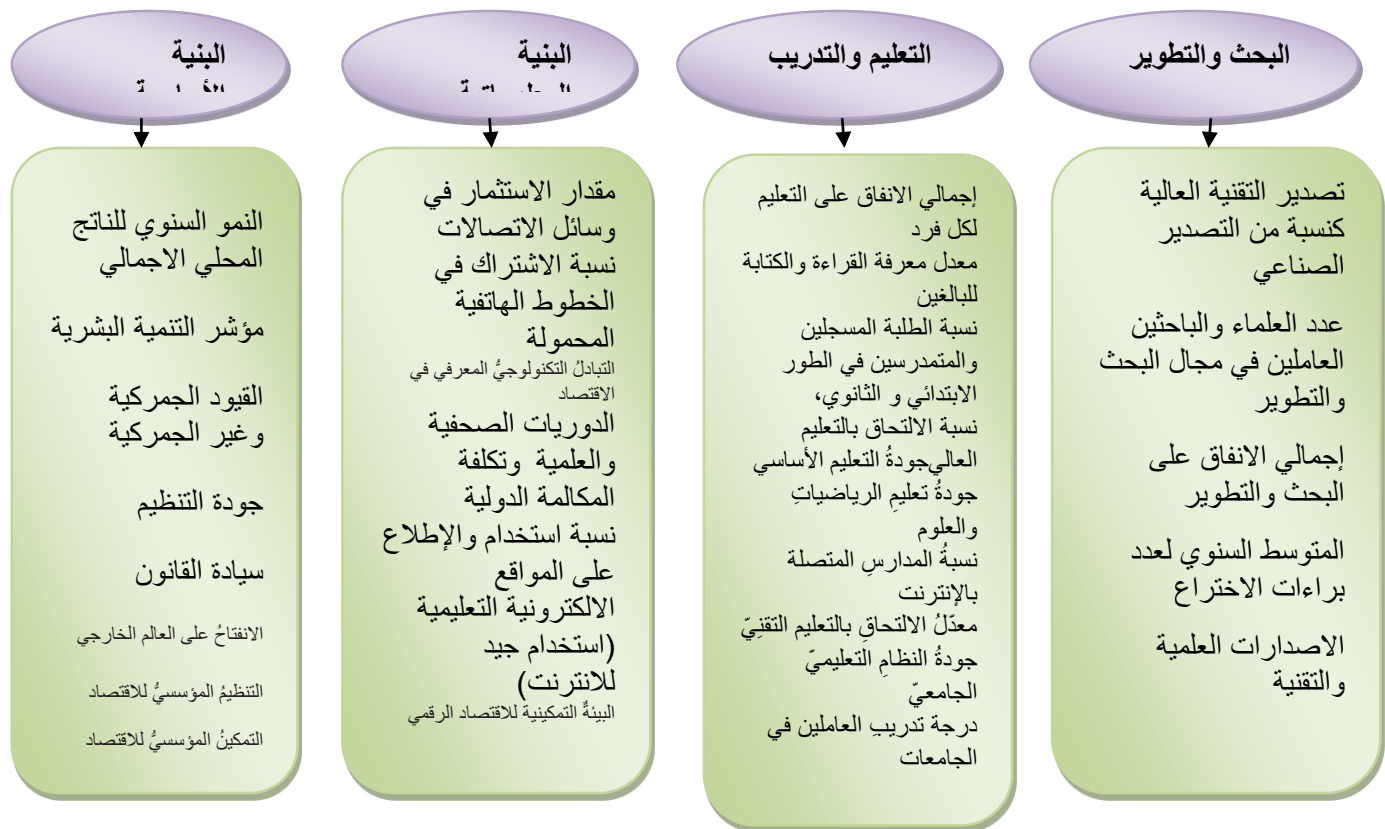 البحث والتطوير
تصدير التقنية العالية
كنسبة من التصدير
الصناعي
عدد العلماء والباحثين
العاملين في مجال البحث
والتطوير
إجمالي الانفاق على
البحث والتطوير
المتوسط السنوي لعدد
براءات الاختراع
الاصدارات العلمية
والتقنية
التعليم والتدريب
إجمالي الانفاق على التعليم
لكل فرد
معدل معرفة القراءة والكتابة
للبالغين
نسبة الطلبة المسجلين
والمتمدرسين في الطور
الابتدائي و الثانوي،
نسبة الالتحاق بالتعليم
العاليجودةُ التعليم الأساسي
جودةُ تعليمِ الرياضياتِ
والعلوم
نسبةُ المدارسِ المتصلة
بالإنترنت
معدّلُ الالتحاقِ بالتعليم التقنِيّ
جودةُ النظامِ التعليميّ
الجامعيّ
درجة تدريبِ العاملين في
الجامعات
البنية
مقدار الاستثمار في
وسائل الاتصالات
نسبة الاشتراك في
الخطوط الهاتفية
المحمولة
التبادلُ التكنولوجيُّ المعرفي في
الاقتصاد
الدوريات الصحفية
والعلمية وتكلفة
المكالمة الدولية
نسبة استخدام والإطلاع
على المواقع
الالكترونية التعليمية
(استخدام جيد
للانترنت)
البيئةٌ التمكينية للاقتصاد الرقمي
البنية
النمو السنوي للناتج
المحلي الاجمالي
مؤشر التنمية البشرية
القيود الجمركية
وغير الجمركية
جودة التنظيم
سيادة القانون
الانفتاحُ على العالم الخارجي
التنظيمُ المؤسسيُّ للاقتصاد
التمكينُ المؤسسيُّ للاقتصاد